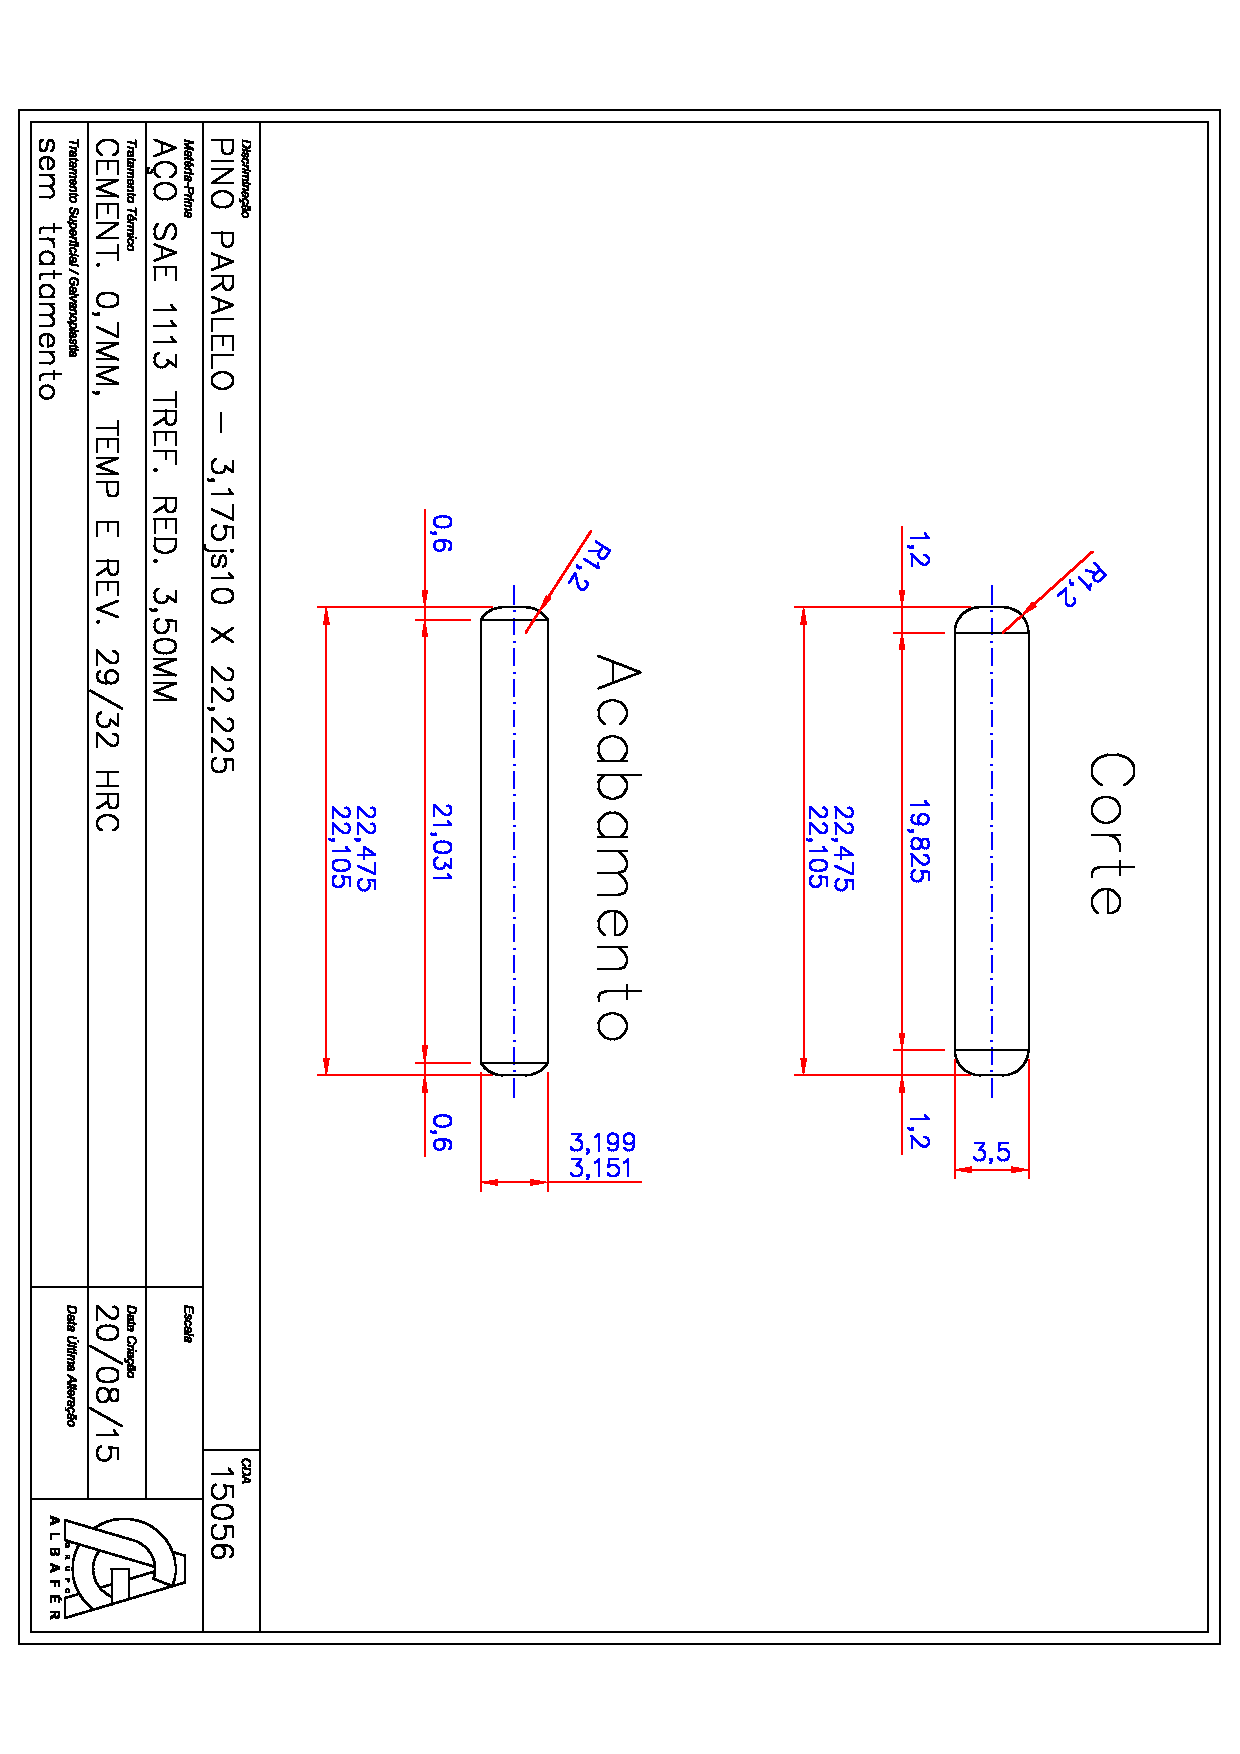 Corte
R1,2
1,2
19,825
1,2
3,5
22,475
22,105
Acabamento
R1,2
0,6
21,031
0,6
3,199
3,151
22,475
22,105
Discriminação
PINO PARALELO - 3,175js10 X 22,225
CDA
15056
Matéria-Prima
AÇO SAE 1113 TREF. RED. 3,50MM
Escala
Tratamento Térmico
CEMENT. 0,7MM, TEMP E REV. 29/32 HRC
Data Criação
20/08/15
Tratamento Superficial / Galvanoplastia
sem tratamento
Data Última Alteração
GRUPO
ALBAFÉR